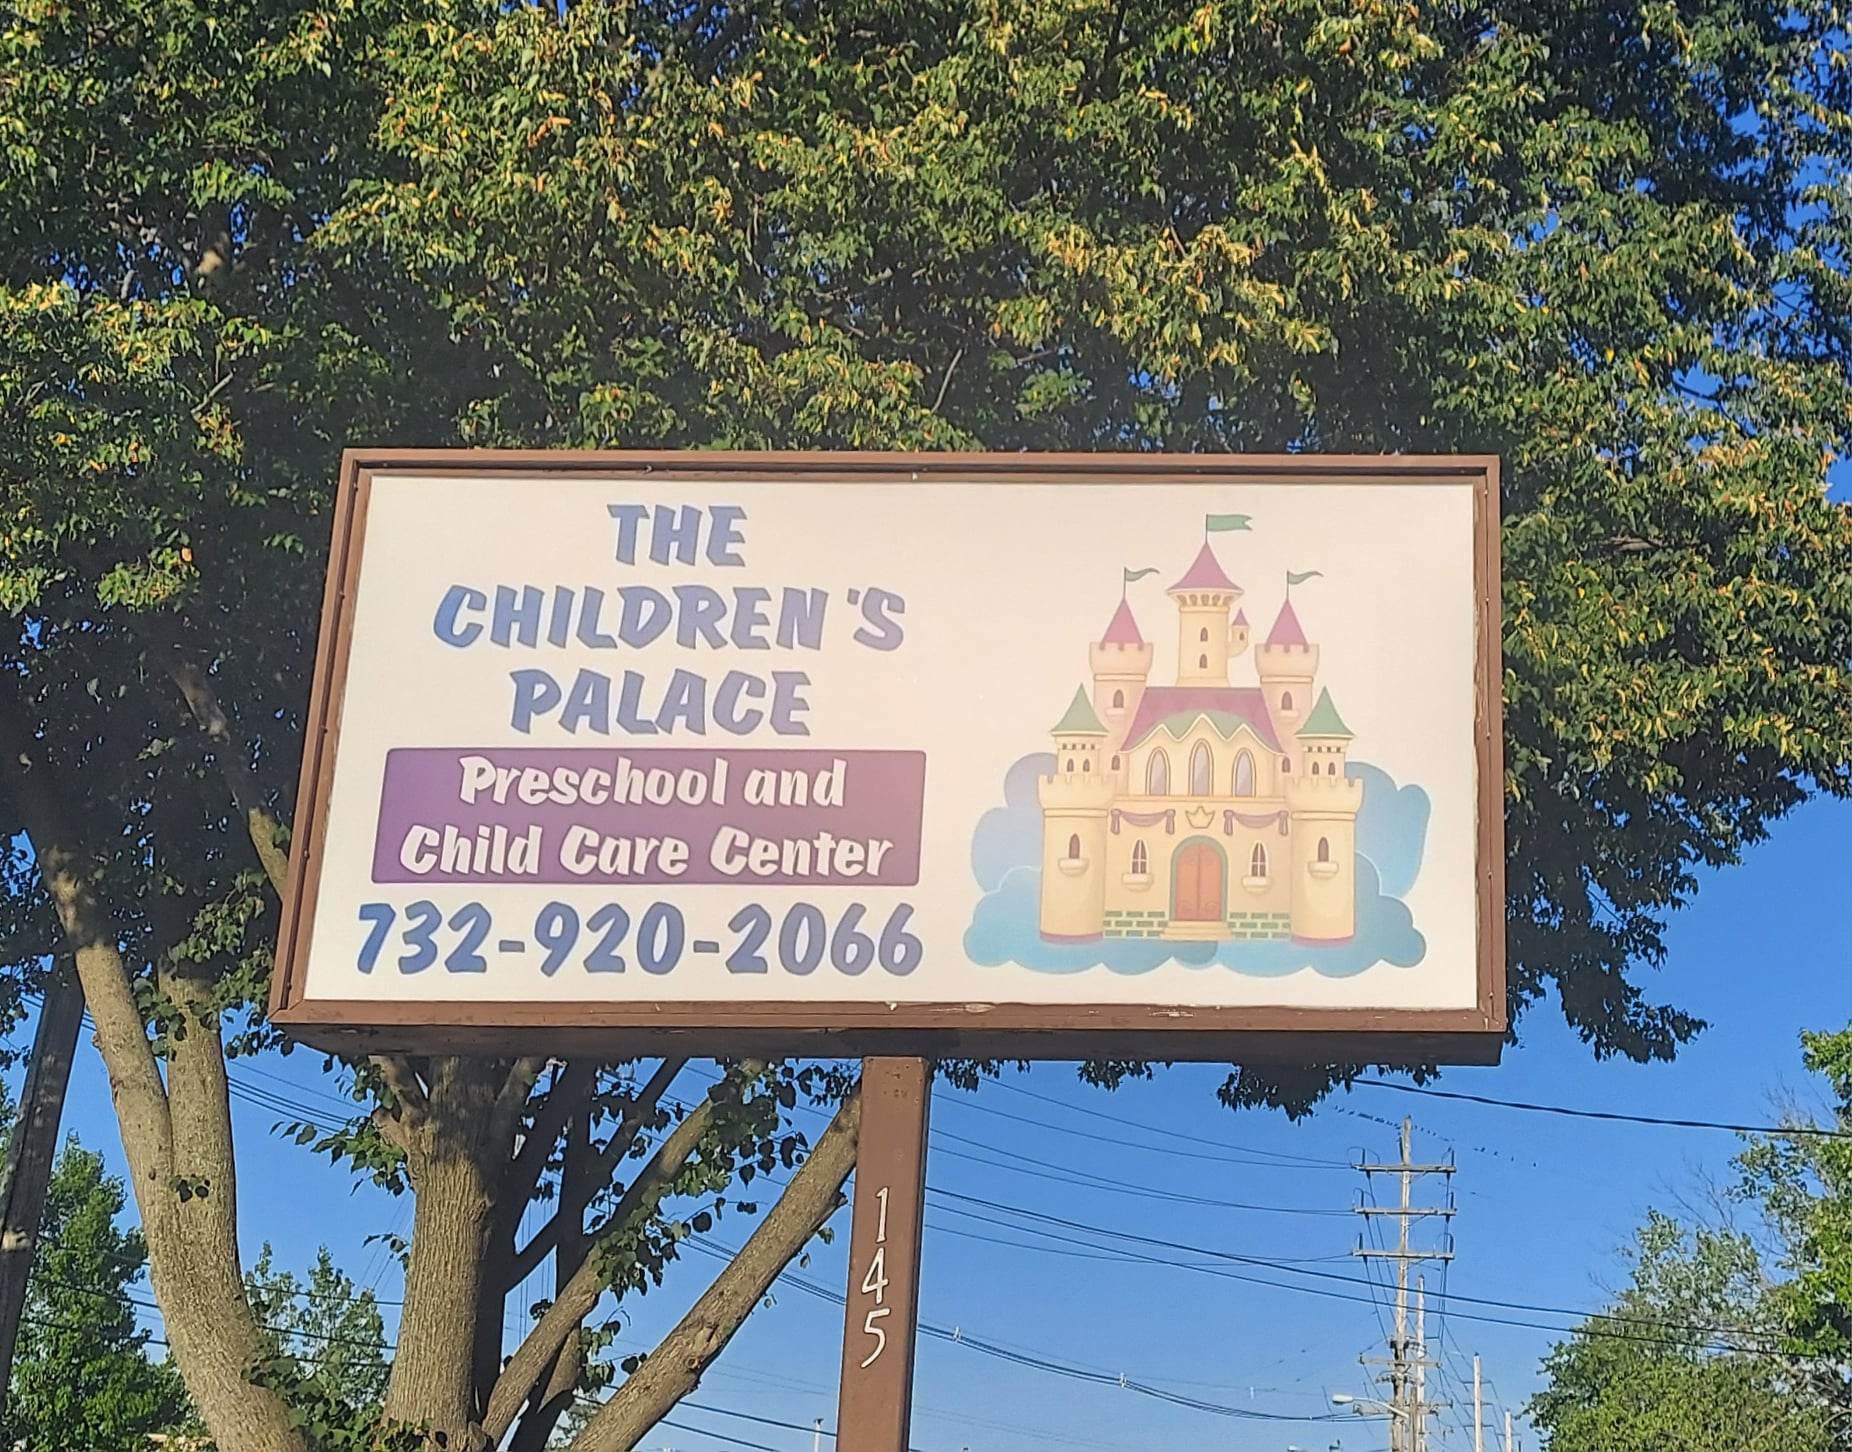 THE
CHILDREN'S
PALACE
Preschool and
Child Care Center
732-920-2066
145